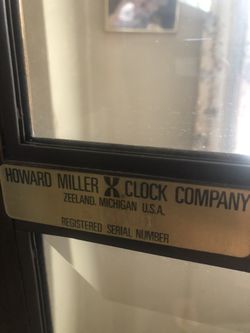 HOWARD MILLER CLOCK COMPANY
ZEELAND, MICHIGAN U.S.A.
REGISTERED SERIAL NUMBER